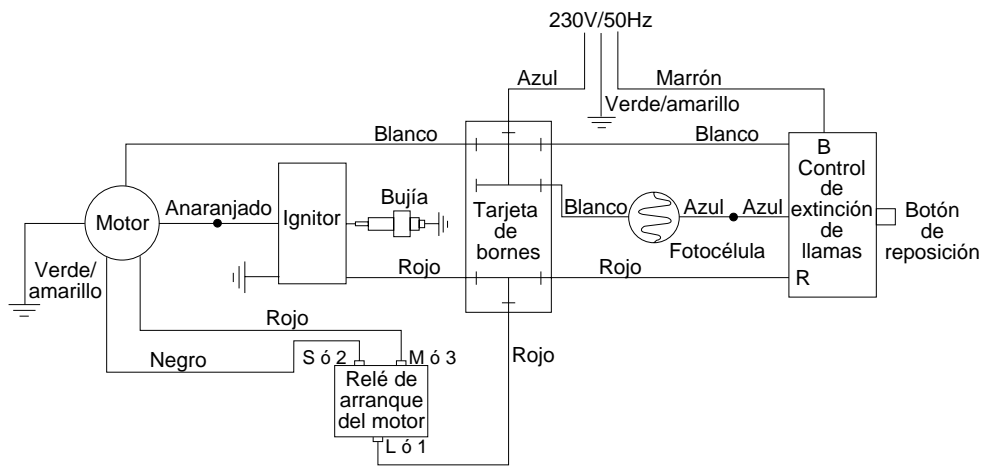 230V/50Hz
Azul
Marrón
Verde/amarillo
Blanco
Blanco
B
Control
de
extinción
de
llamas
R
Botón
de
reposición
Motor
Anaranjado
Ignitor
Bujía
Tarjeta
de
bornes
Blanco
Azul
Azul
Fotocélula
Verde/
amarillo
Rojo
Rojo
Rojo
Negro
S ó 2
M ó 3
Rojo
Relé de
arranque
del motor
L ó 1